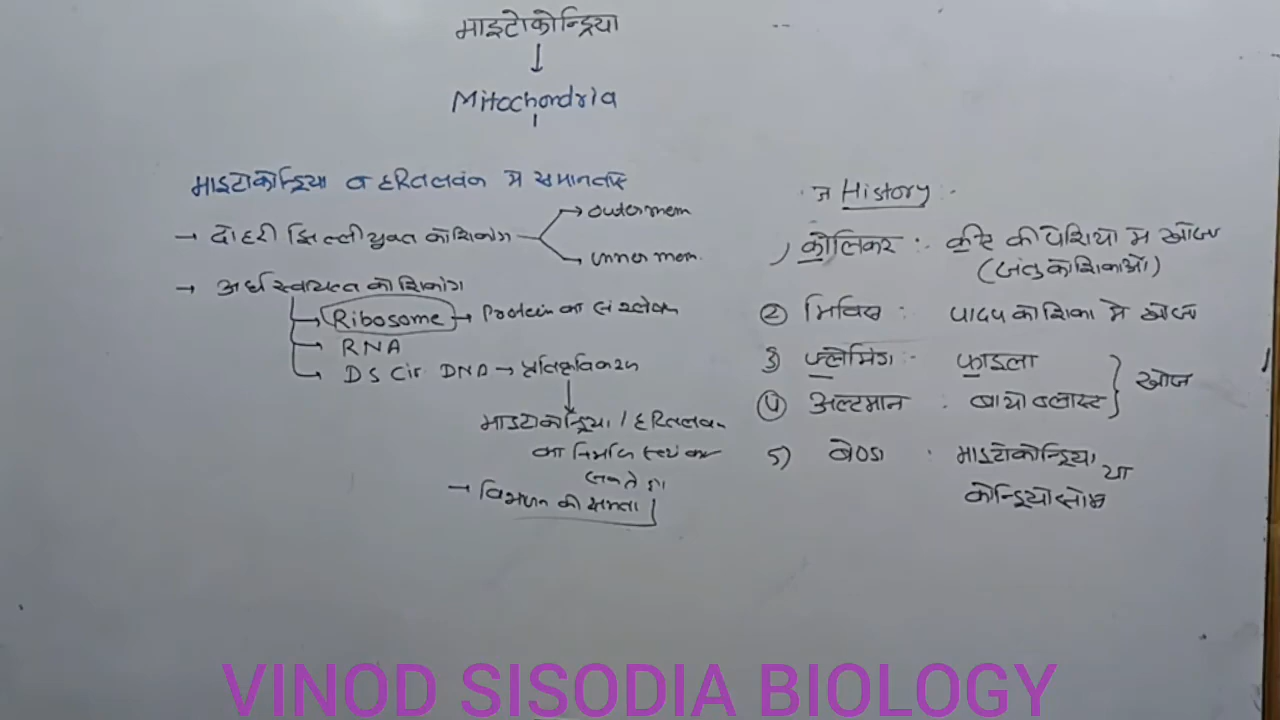 माइटोकोन्ड्रिया
Mitochondria
माइटोकोन्ड्रिया व हरितलवक मे समानताए
→ दोहरी झिल्लीयुक्त कोशिकांग
→ outer mem
→ inner mem.
→ अर्धस्वायत्त कोशिकांग
→ Ribosome → Protein का संश्लेषण
→ RNA
→ DS Cir DNA → प्रतिकृतिकरण
माइटोकोन्ड्रिया / हरितलवक
का निर्माण स्वयं कर
सकते है।
→ विभाजन की क्षमता
History :-
1) कोलिकर :- कीट की पेशियो मे खोजा
(जंतु कोशिकाओं)
② मिविस : पादप कोशिका मे खोजा
3) फ्लेमिंग :- फाइला
④ अल्टमान : बायोब्लास्ट
खोज
5) बेण्डा : माइटोकोन्ड्रिया या
कोन्ड्रियोसोम
VINOD SISODIA BIOLOGY